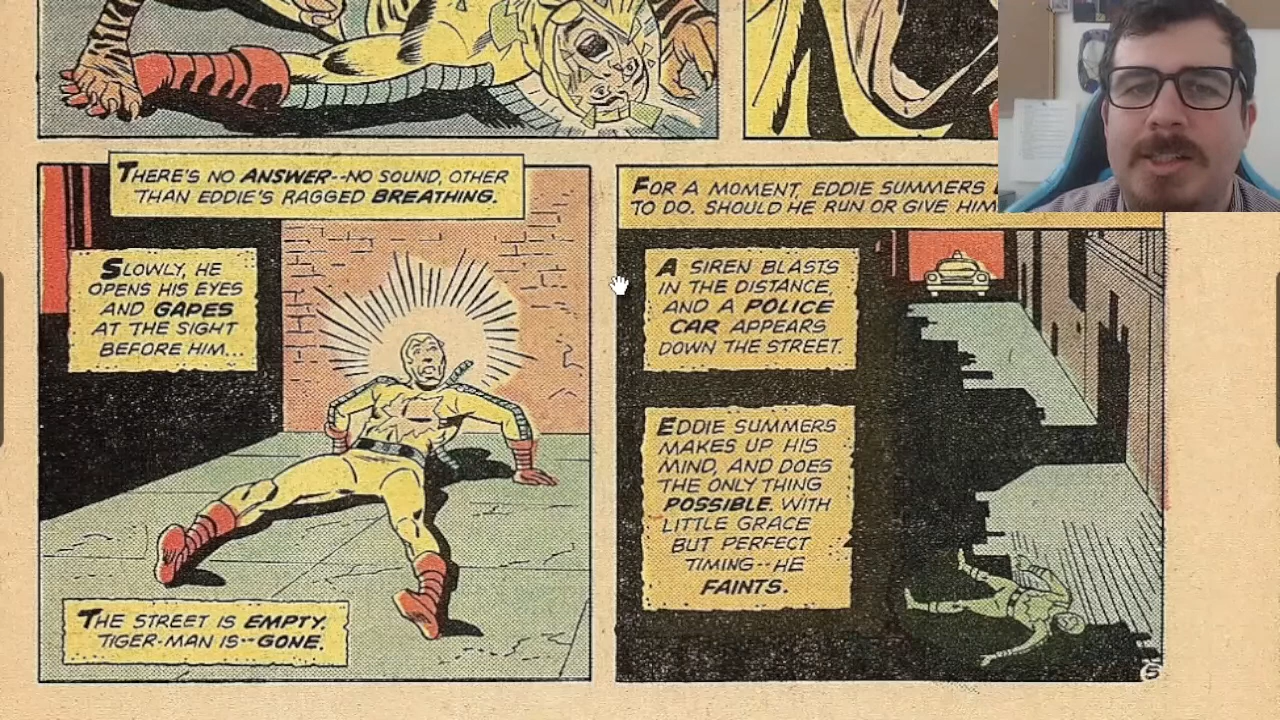 THERE'S NO ANSWER--NO SOUND, OTHER
THAN EDDIE'S RAGGED BREATHING.
SLOWLY, HE
OPENS HIS EYES
AND GAPES
AT THE SIGHT
BEFORE HIM...
THE STREET IS EMPTY.
TIGER-MAN IS--GONE.
FOR A MOMENT, EDDIE SUMMERS
TO DO. SHOULD HE RUN OR GIVE HIM
A SIREN BLASTS
IN THE DISTANCE,
AND A POLICE
CAR APPEARS
DOWN THE STREET.
EDDIE SUMMERS
MAKES UP HIS
MIND, AND DOES
THE ONLY THING
POSSIBLE. WITH
LITTLE GRACE
BUT PERFECT
TIMING--HE
FAINTS.
5